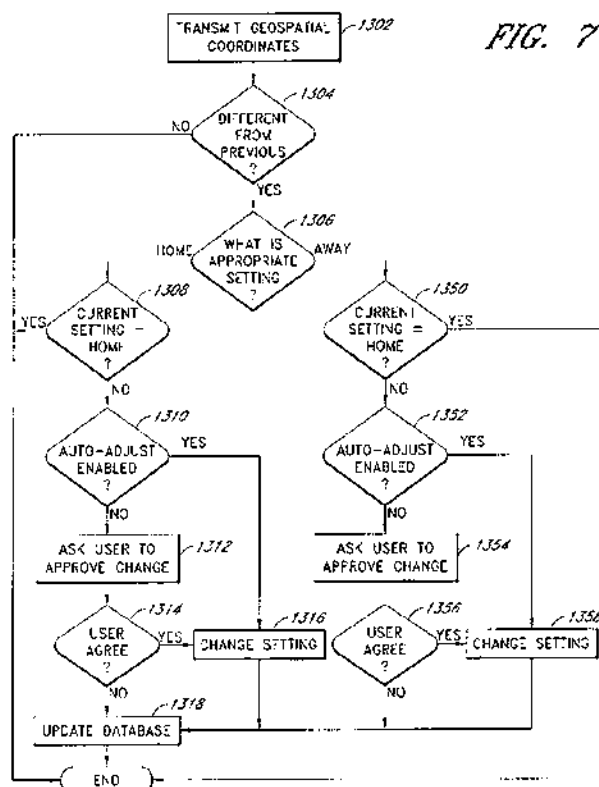 TRANSMIT GEOSPATIAL
COORDINATES
1302
FIG. 7
1304
NO
DIFFERENT
FROM
PREVIOUS
?
YES
1306
HOME
WHAT IS
APPROPRIATE
SETTING
?
AWAY
1308
YES
CURRENT
SETTING =
HOME
?
NO
1350
CURRENT
SETTING =
HOME
?
YES
NO
1310
AUTO-ADJUST
ENABLED
?
YES
NO
1352
AUTO-ADJUST
ENABLED
?
YES
NO
ASK USER TO
APPROVE CHANGE
1312
ASK USER TO
APPROVE CHANGE
1354
1314
USER
AGREE
?
YES
NO
1316
CHANGE SETTING
1356
USER
AGREE
?
YES
NO
1358
CHANGE SETTING
1318
UPDATE DATABASE
END